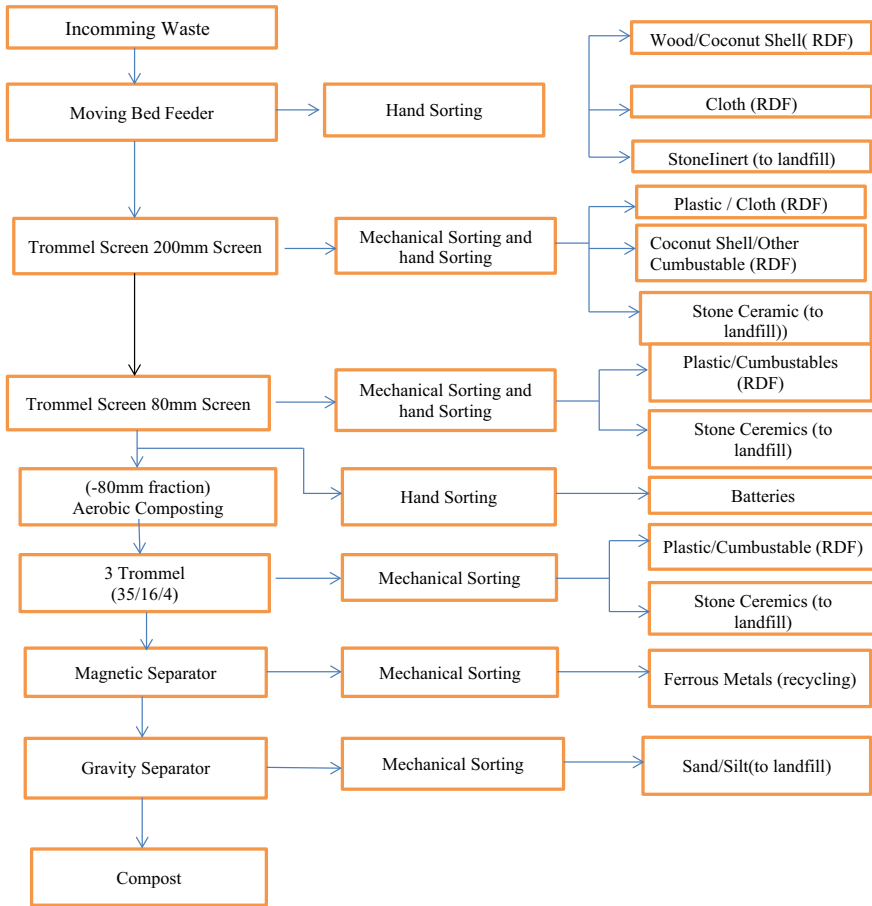 Incomming Waste
Wood/Coconut Shell( RDF)
Moving Bed Feeder
Hand Sorting
Cloth (RDF)
StoneIinert (to landfill)
Plastic / Cloth (RDF)
Trommel Screen 200mm Screen
Mechanical Sorting and
hand Sorting
Coconut Shell/Other
Cumbustable (RDF)
Stone Ceramic (to
landfill))
Plastic/Cumbustables
(RDF)
Trommel Screen 80mm Screen
Mechanical Sorting and
hand Sorting
Stone Ceremics (to
landfill)
(-80mm fraction)
Aerobic Composting
Hand Sorting
Batteries
Plastic/Cumbustable (RDF)
3 Trommel
(35/16/4)
Mechanical Sorting
Stone Ceremics (to
landfill)
Magnetic Separator
Mechanical Sorting
Ferrous Metals (recycling)
Gravity Separator
Mechanical Sorting
Sand/Silt(to landfill)
Compost